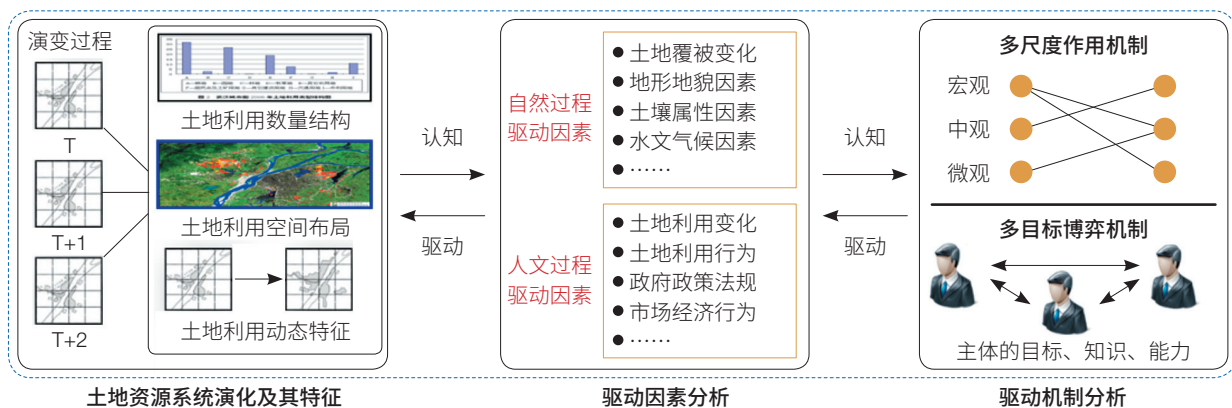 演变过程
T
T+1
T+2
土地利用数量结构
土地利用空间布局
土地利用动态特征
土地资源系统演化及其特征
认知
驱动
自然过程
驱动因素
● 土地覆被变化
● 地形地貌因素
● 土壤属性因素
● 水文气候因素
● ……
人文过程
驱动因素
● 土地利用变化
● 土地利用行为
● 政府政策法规
● 市场经济行为
● ……
驱动因素分析
认知
驱动
多尺度作用机制
宏观
中观
微观
多目标博弈机制
主体的目标、知识、能力
驱动机制分析